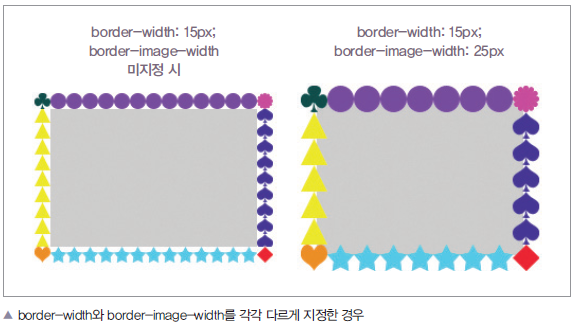 border-width: 15px;
border-image-width
미지정 시
border-width: 15px;
border-image-width: 25px
▲ border-width와 border-image-width를 각각 다르게 지정한 경우